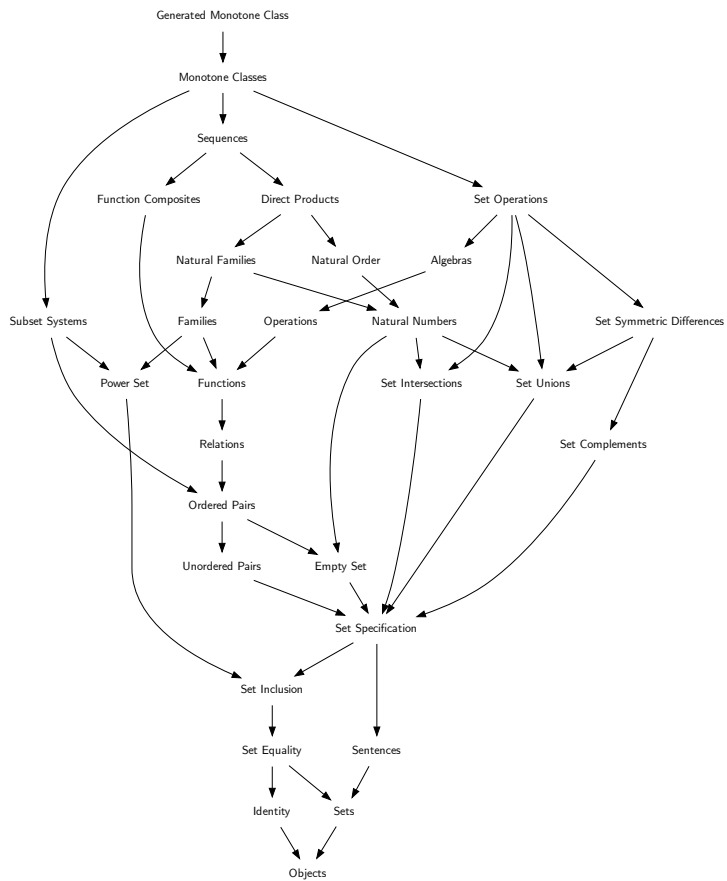 Generated Monotone Class
Monotone Classes
Sequences
Function Composites
Direct Products
Set Operations
Natural Families
Natural Order
Algebras
Subset Systems
Families
Operations
Natural Numbers
Set Symmetric Differences
Power Set
Functions
Set Intersections
Set Unions
Relations
Set Complements
Ordered Pairs
Unordered Pairs
Empty Set
Set Specification
Set Inclusion
Set Equality
Sentences
Identity
Sets
Objects